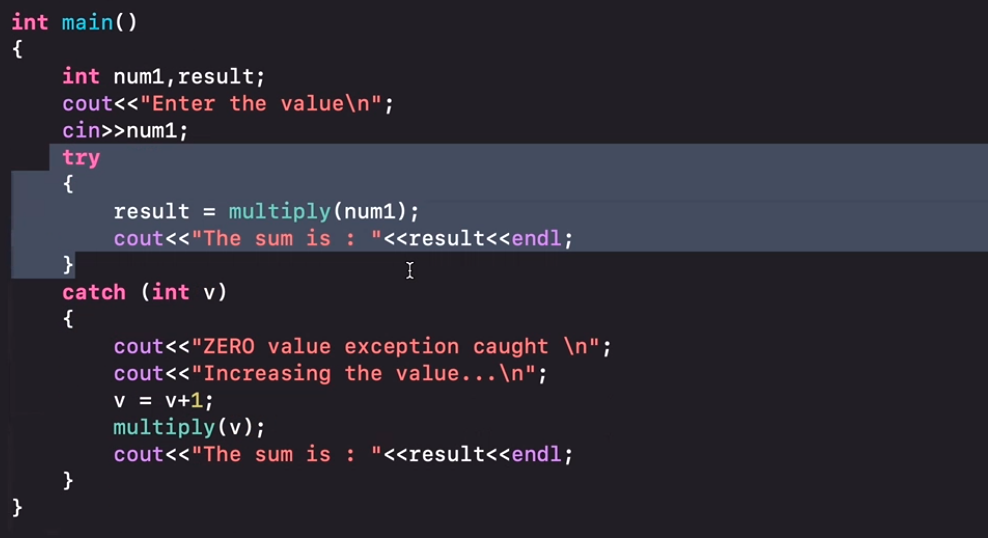 int main()
{
    int num1,result;
    cout<<"Enter the value\n";
    cin>>num1;
    try
    {
        result = multiply(num1);
        cout<<"The sum is : "<<result<<endl;
    }
    catch (int v)
    {
        cout<<"ZERO value exception caught \n";
        cout<<"Increasing the value...\n";
        v = v+1;
        multiply(v);
        cout<<"The sum is : "<<result<<endl;
    }
}